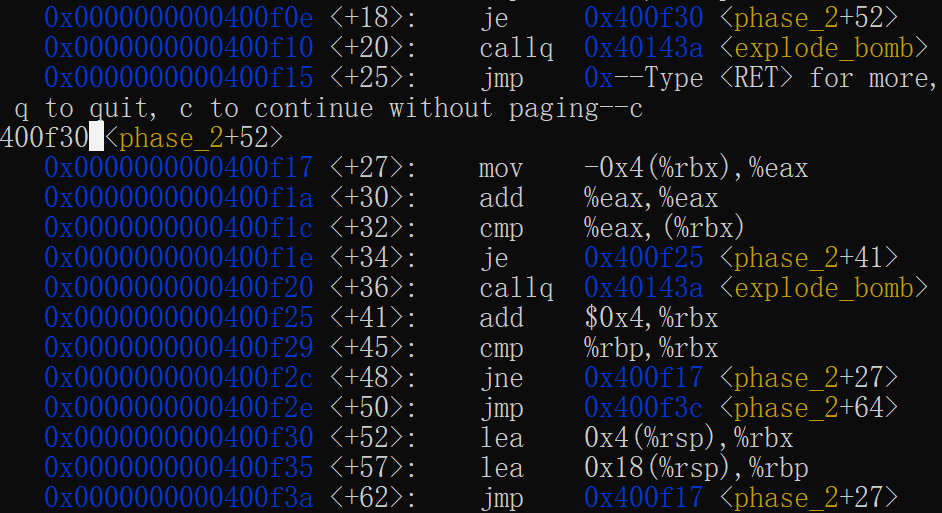 0x0000000000400f0e <+18>: je 0x400f30 <phase_2+52>
0x0000000000400f10 <+20>: callq 0x40143a <explode_bomb>
0x0000000000400f15 <+25>: jmp 0x--Type <RET> for more,
q to quit, c to continue without paging--c
400f30 <phase_2+52>
0x0000000000400f17 <+27>: mov -0x4(%rbx),%eax
0x0000000000400f1a <+30>: add %eax,%eax
0x0000000000400f1c <+32>: cmp %eax,(%rbx)
0x0000000000400f1e <+34>: je 0x400f25 <phase_2+41>
0x0000000000400f20 <+36>: callq 0x40143a <explode_bomb>
0x0000000000400f25 <+41>: add $0x4,%rbx
0x0000000000400f29 <+45>: cmp %rbp,%rbx
0x0000000000400f2c <+48>: jne 0x400f17 <phase_2+27>
0x0000000000400f2e <+50>: jmp 0x400f3c <phase_2+64>
0x0000000000400f30 <+52>: lea 0x4(%rsp),%rbx
0x0000000000400f35 <+57>: lea 0x18(%rsp),%rbp
0x0000000000400f3a <+62>: jmp 0x400f17 <phase_2+27>